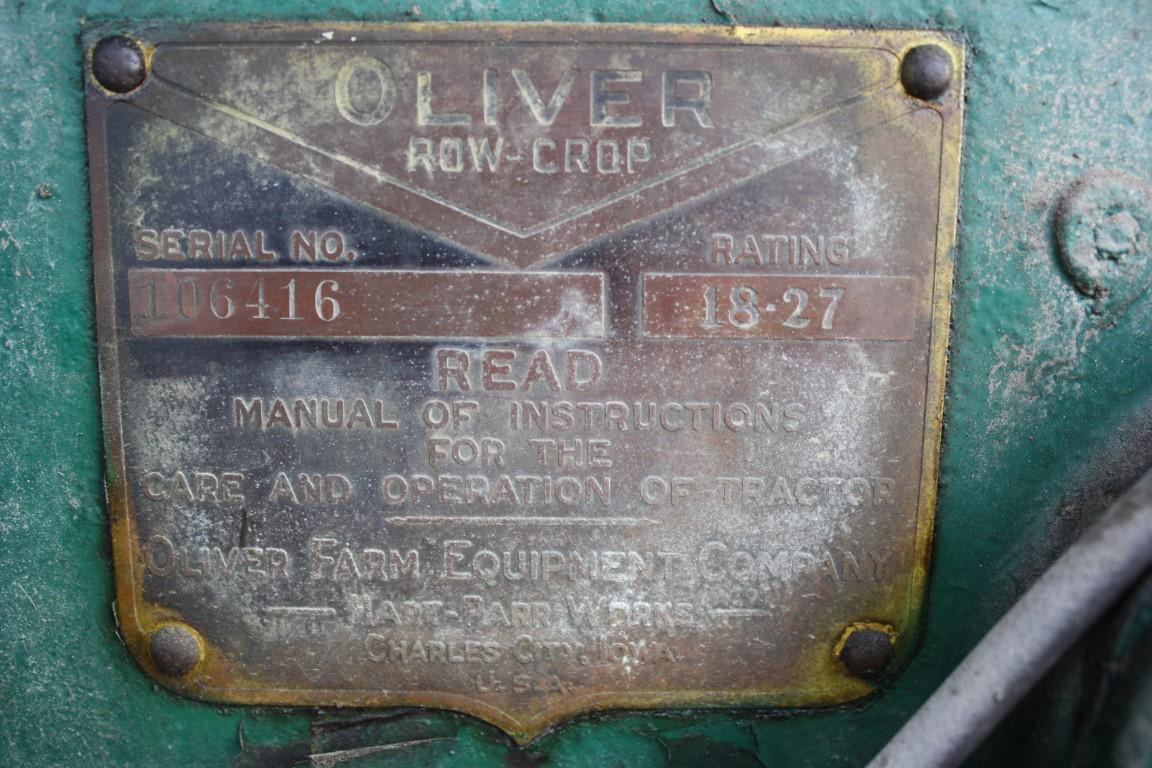 OLIVER
ROW-CROP
SERIAL NO. RATING
106416 18-27
READ
MANUAL OF INSTRUCTIONS
FOR THE
CARE AND OPERATION OF TRACTOR
OLIVER FARM EQUIPMENT COMPANY
HART-PARR WORKS
CHARLES CITY, IOWA
U.S.A.